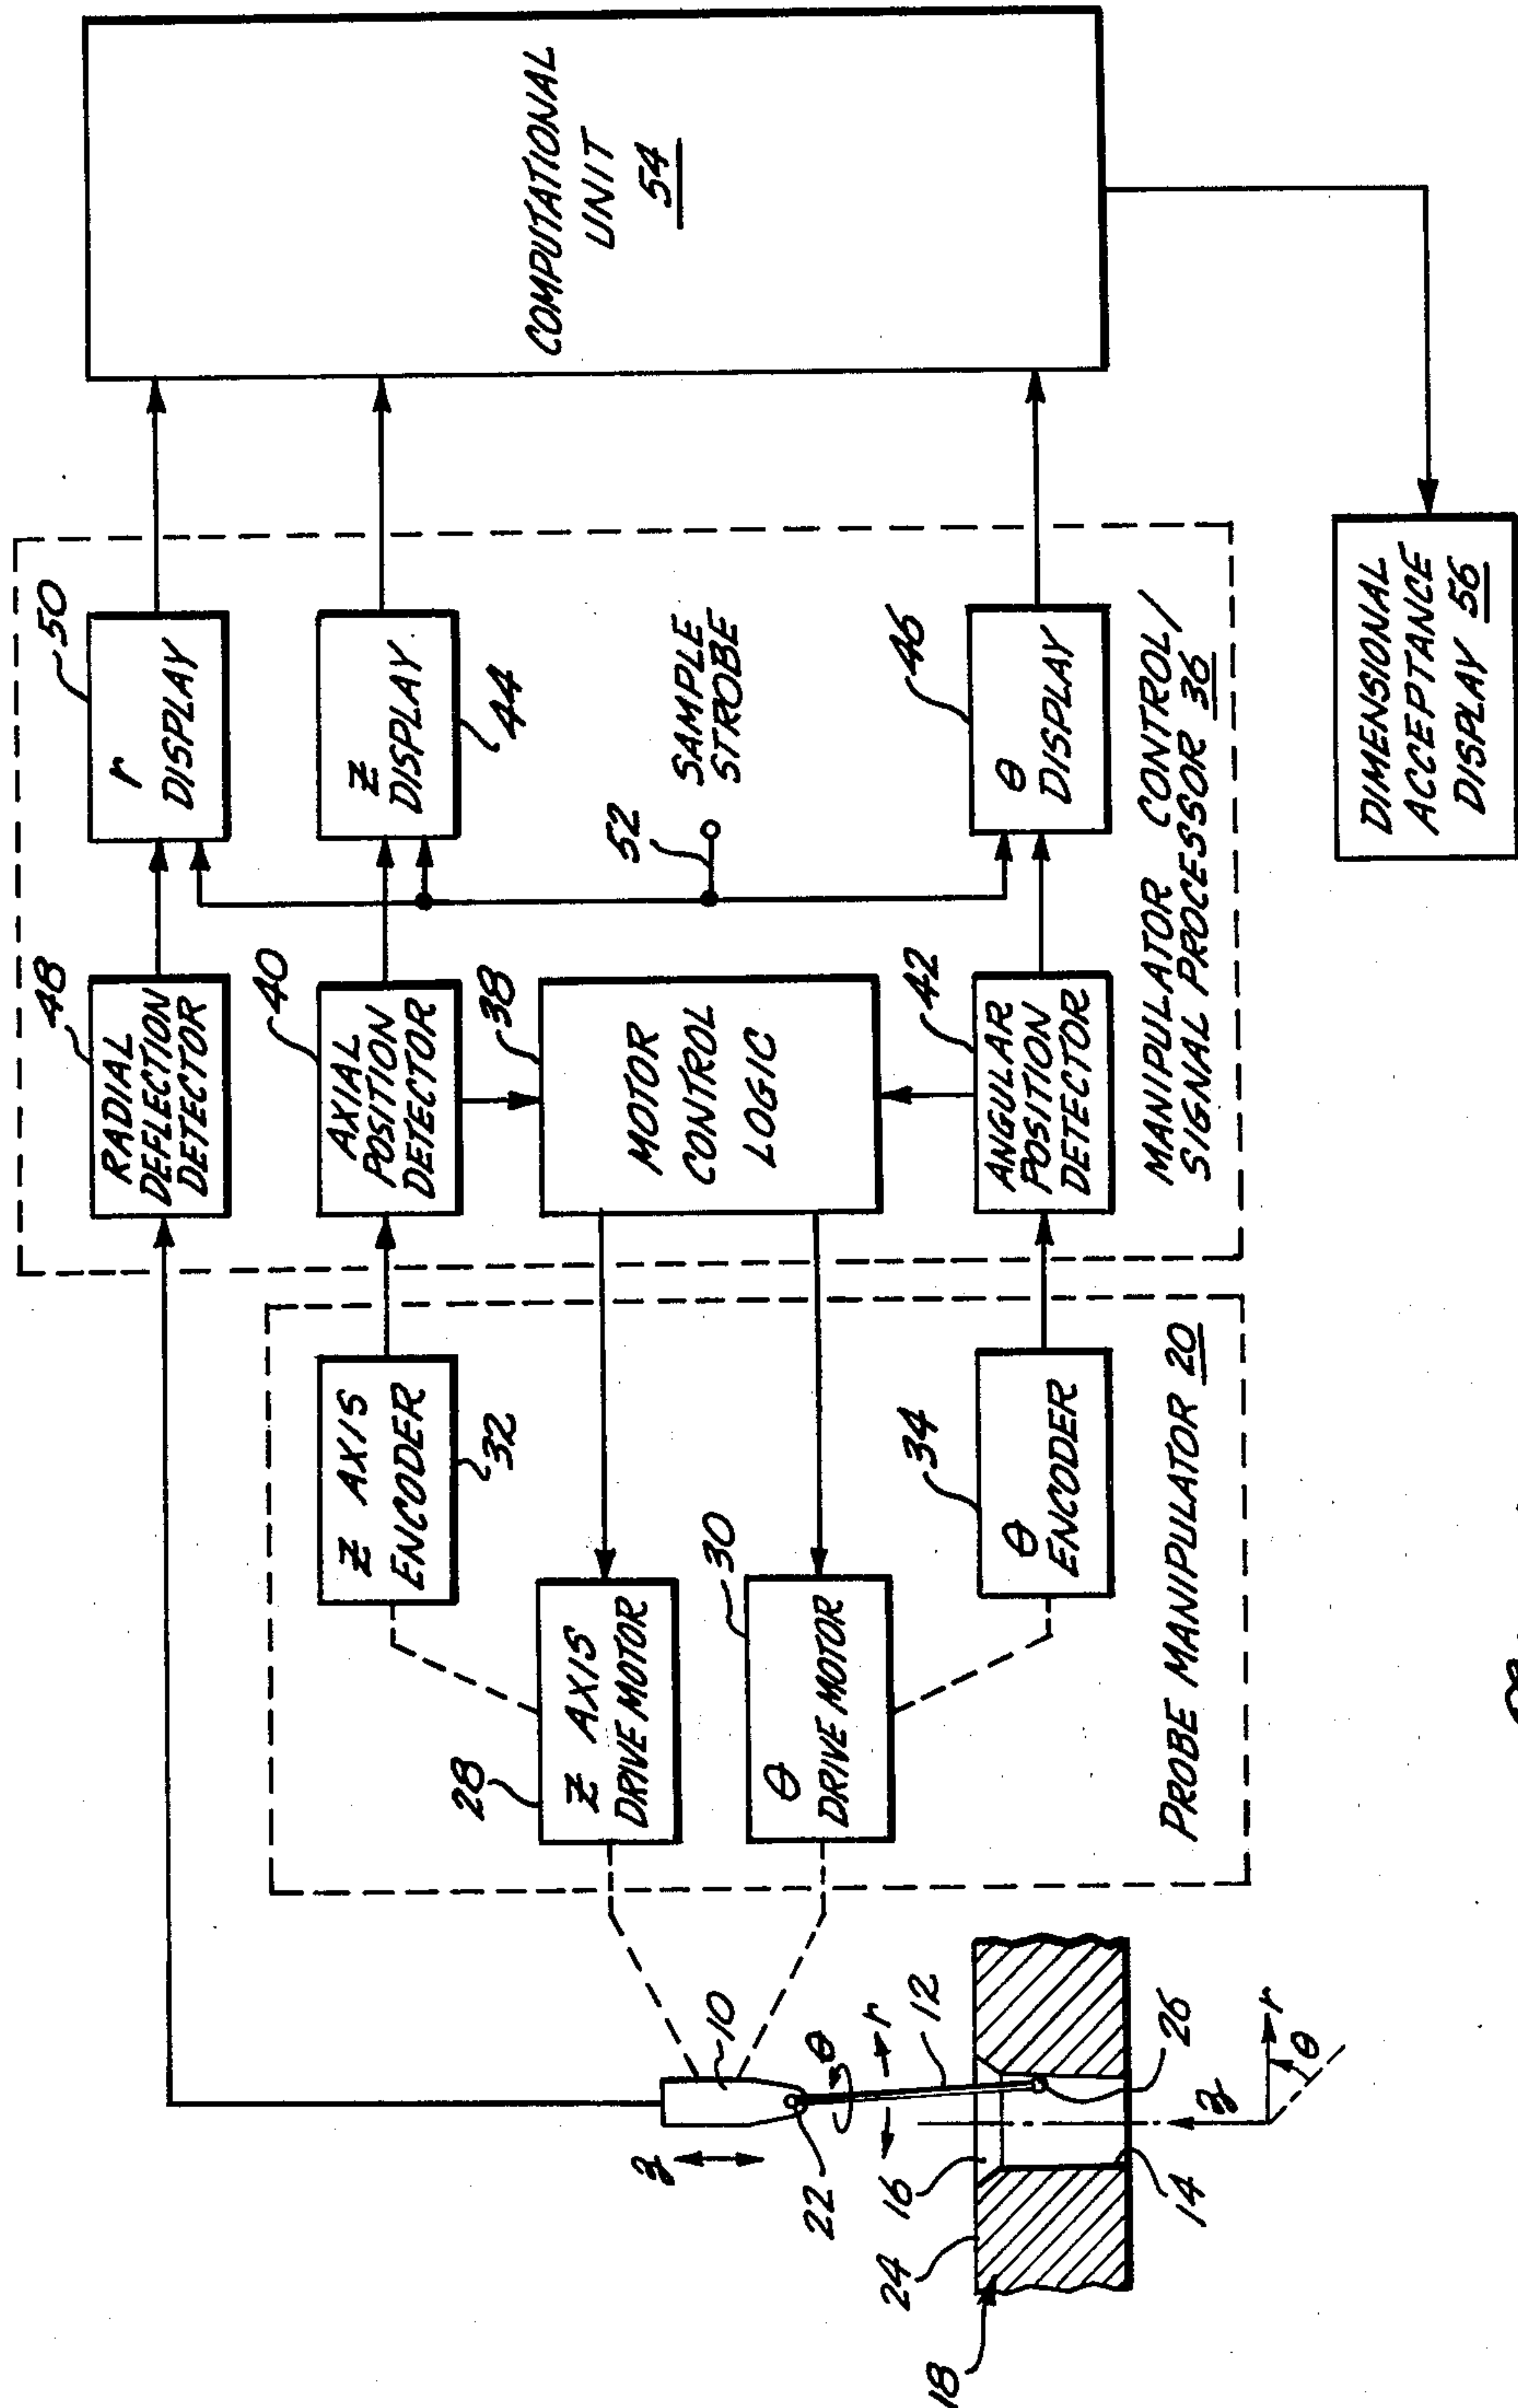 COMPUTATIONAL
UNIT
54
50
r
DISPLAY
Z
DISPLAY
44
SAMPLE
STROBE
52
46
θ
DISPLAY
48
RADIAL
DEFLECTION
DETECTOR
40
AXIAL
POSITION
DETECTOR
38
MOTOR
CONTROL
LOGIC
42
ANGULAR
POSITION
DETECTOR
MANIPULATOR CONTROL/
SIGNAL PROCESSOR 36
DIMENSIONAL
ACCEPTANCE
DISPLAY 56
Z AXIS
ENCODER
32
28
Z AXIS
DRIVE MOTOR
30
θ
DRIVE MOTOR
34
θ
ENCODER
PROBE MANIPULATOR 20
10
z
22
θ
r
12
16
24
18
14
26
z
r
θ